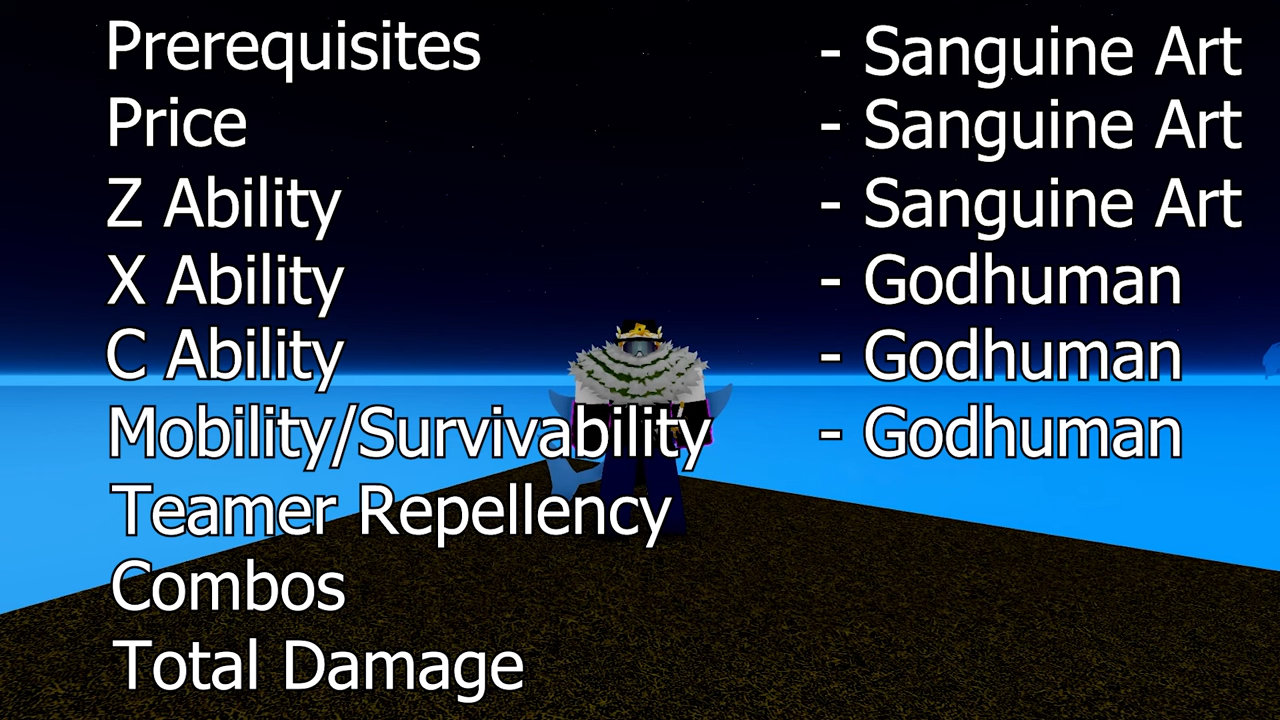 Prerequisites - Sanguine Art
Price - Sanguine Art
Z Ability - Sanguine Art
X Ability - Godhuman
C Ability - Godhuman
Mobility/Survivability - Godhuman
Teamer Repellency
Combos
Total Damage